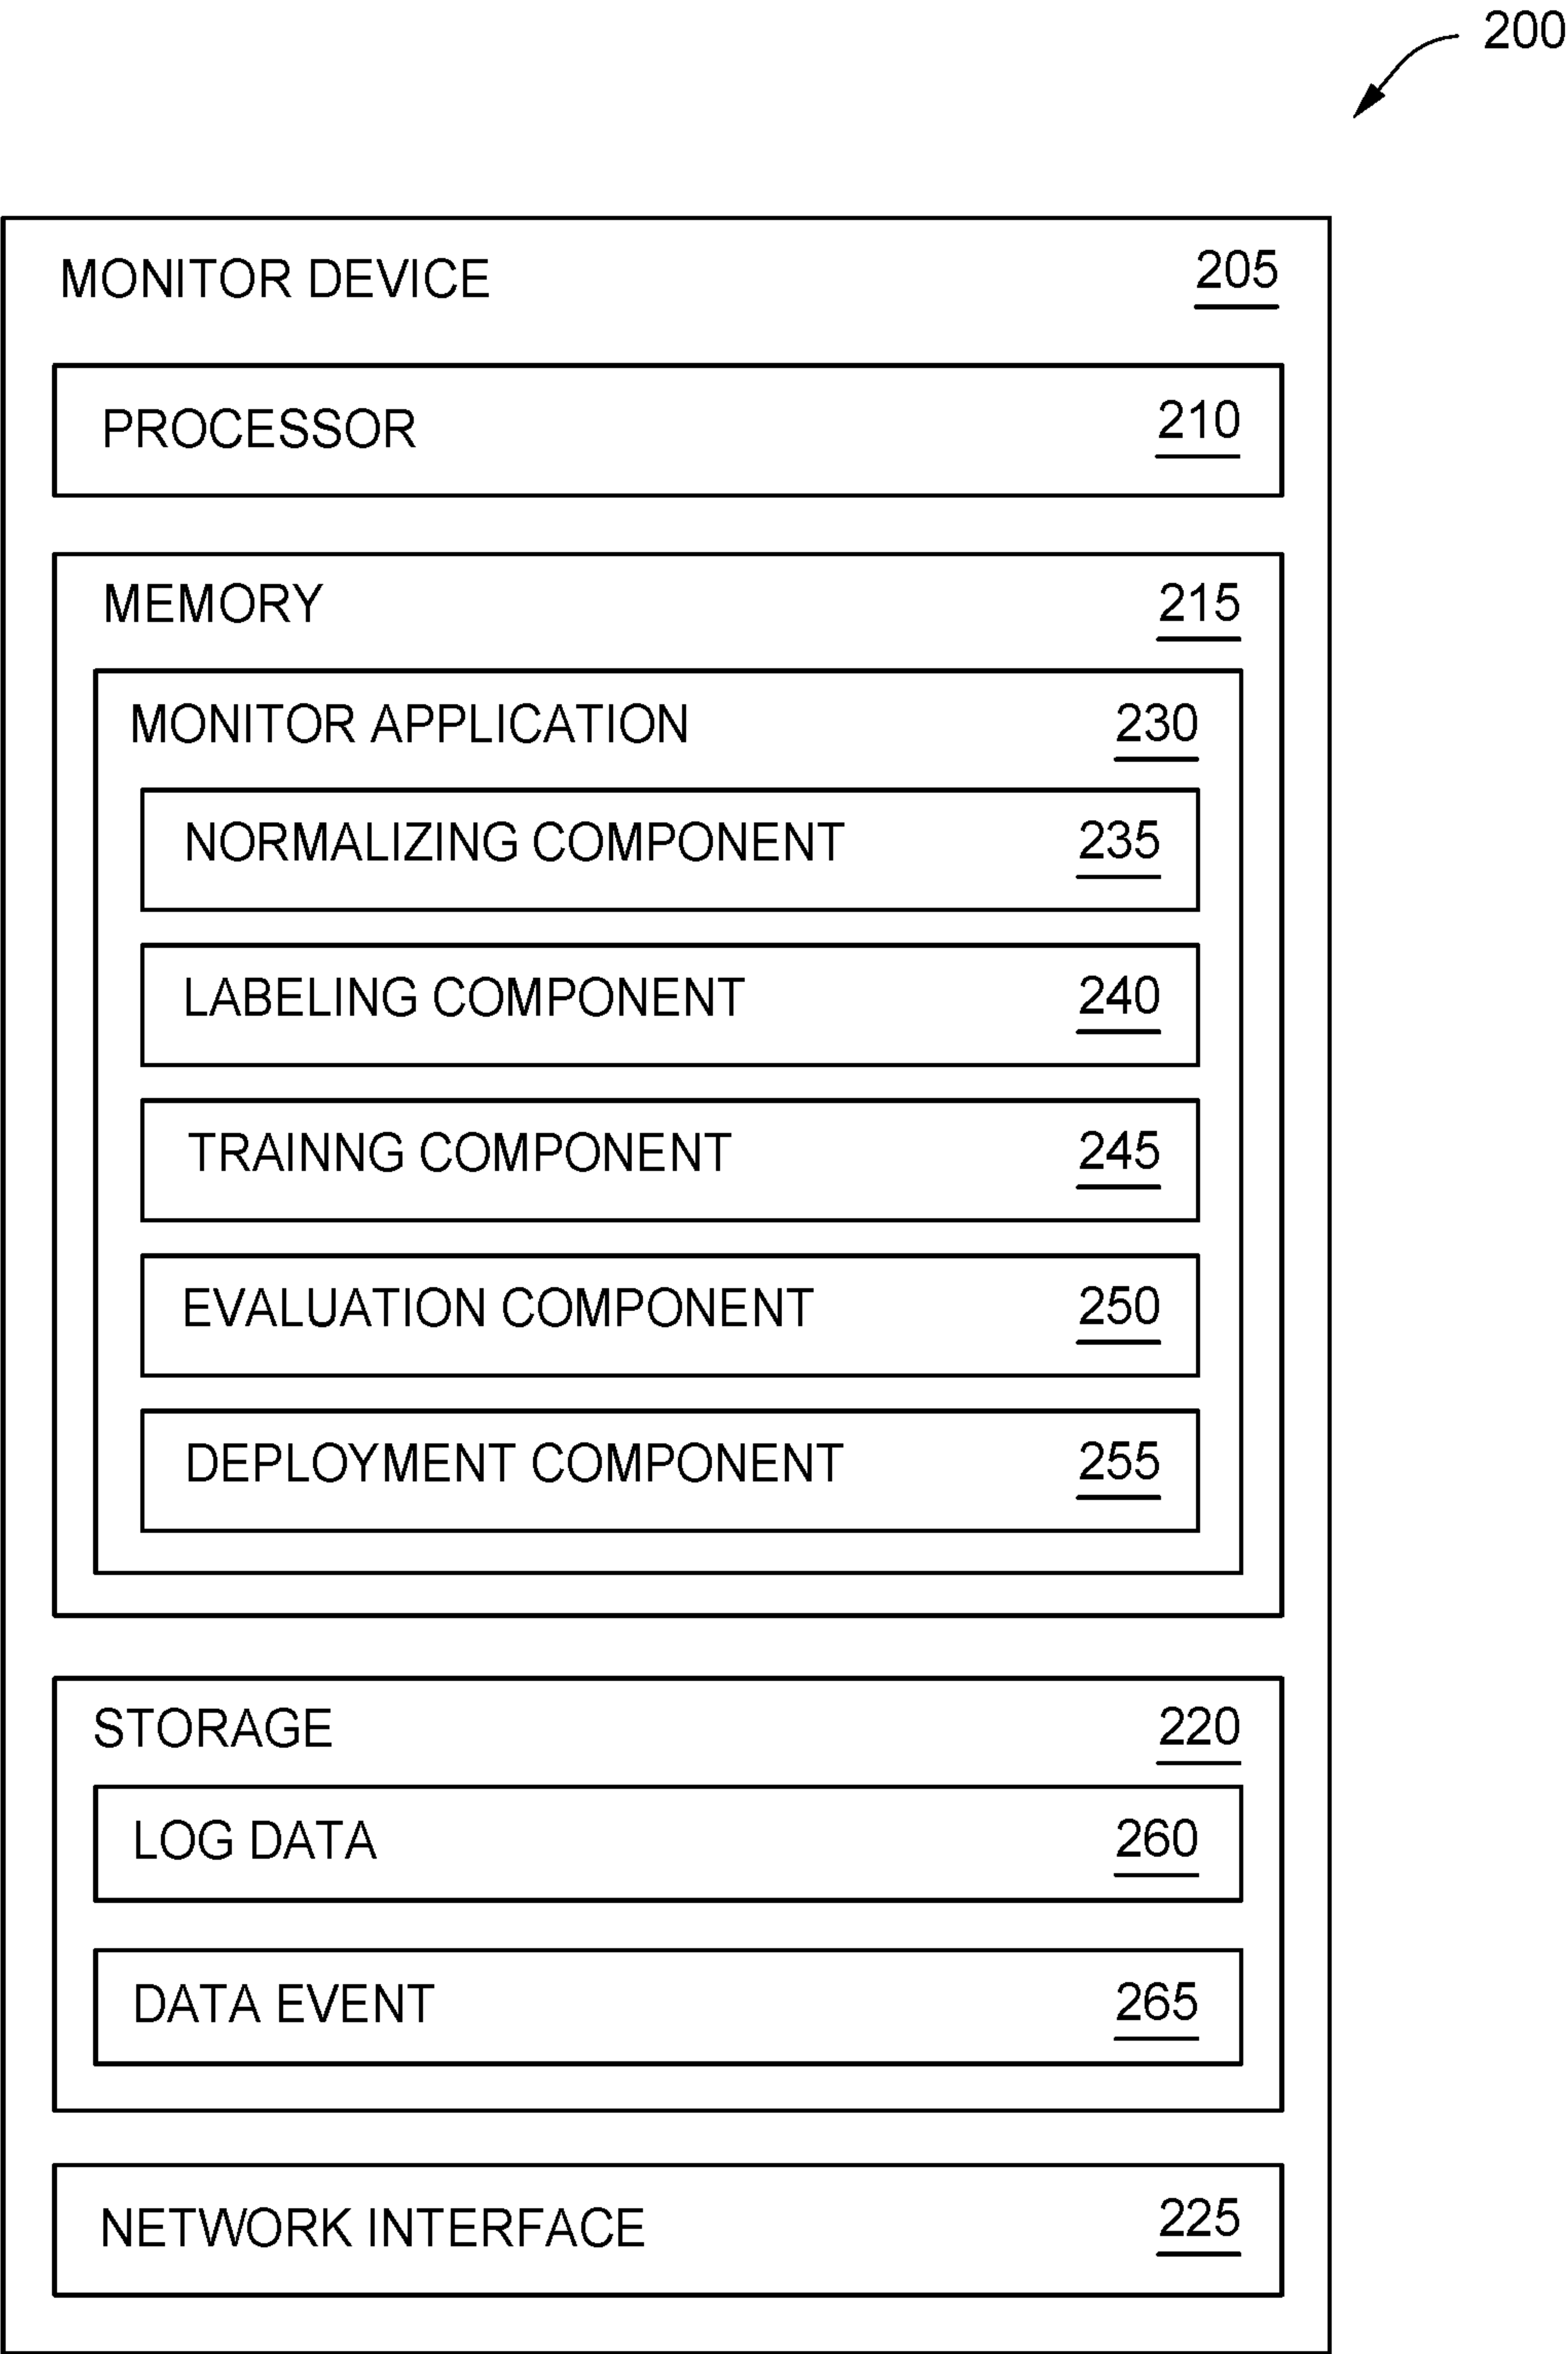 200
MONITOR DEVICE 205
PROCESSOR 210
MEMORY 215
MONITOR APPLICATION 230
NORMALIZING COMPONENT 235
LABELING COMPONENT 240
TRAINNG COMPONENT 245
EVALUATION COMPONENT 250
DEPLOYMENT COMPONENT 255
STORAGE 220
LOG DATA 260
DATA EVENT 265
NETWORK INTERFACE 225